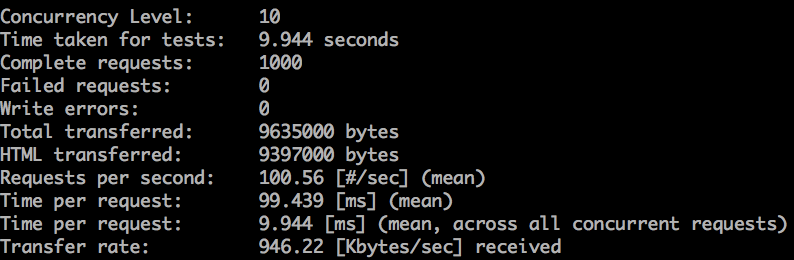 Concurrency Level:      10
Time taken for tests:   9.944 seconds
Complete requests:      1000
Failed requests:        0
Write errors:           0
Total transferred:      9635000 bytes
HTML transferred:       9397000 bytes
Requests per second:    100.56 [#/sec] (mean)
Time per request:       99.439 [ms] (mean)
Time per request:       9.944 [ms] (mean, across all concurrent requests)
Transfer rate:          946.22 [Kbytes/sec] received